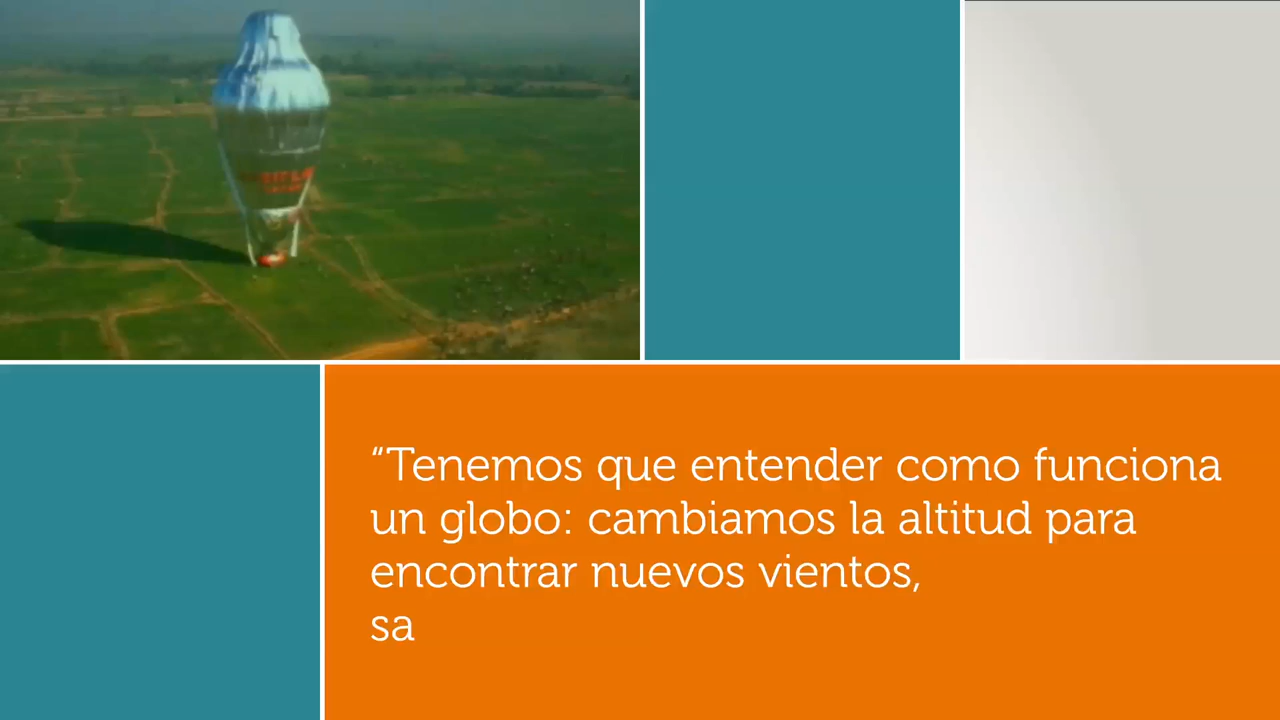 “Tenemos que entender como funciona
un globo: cambiamos la altitud para
encontrar nuevos vientos,
sa